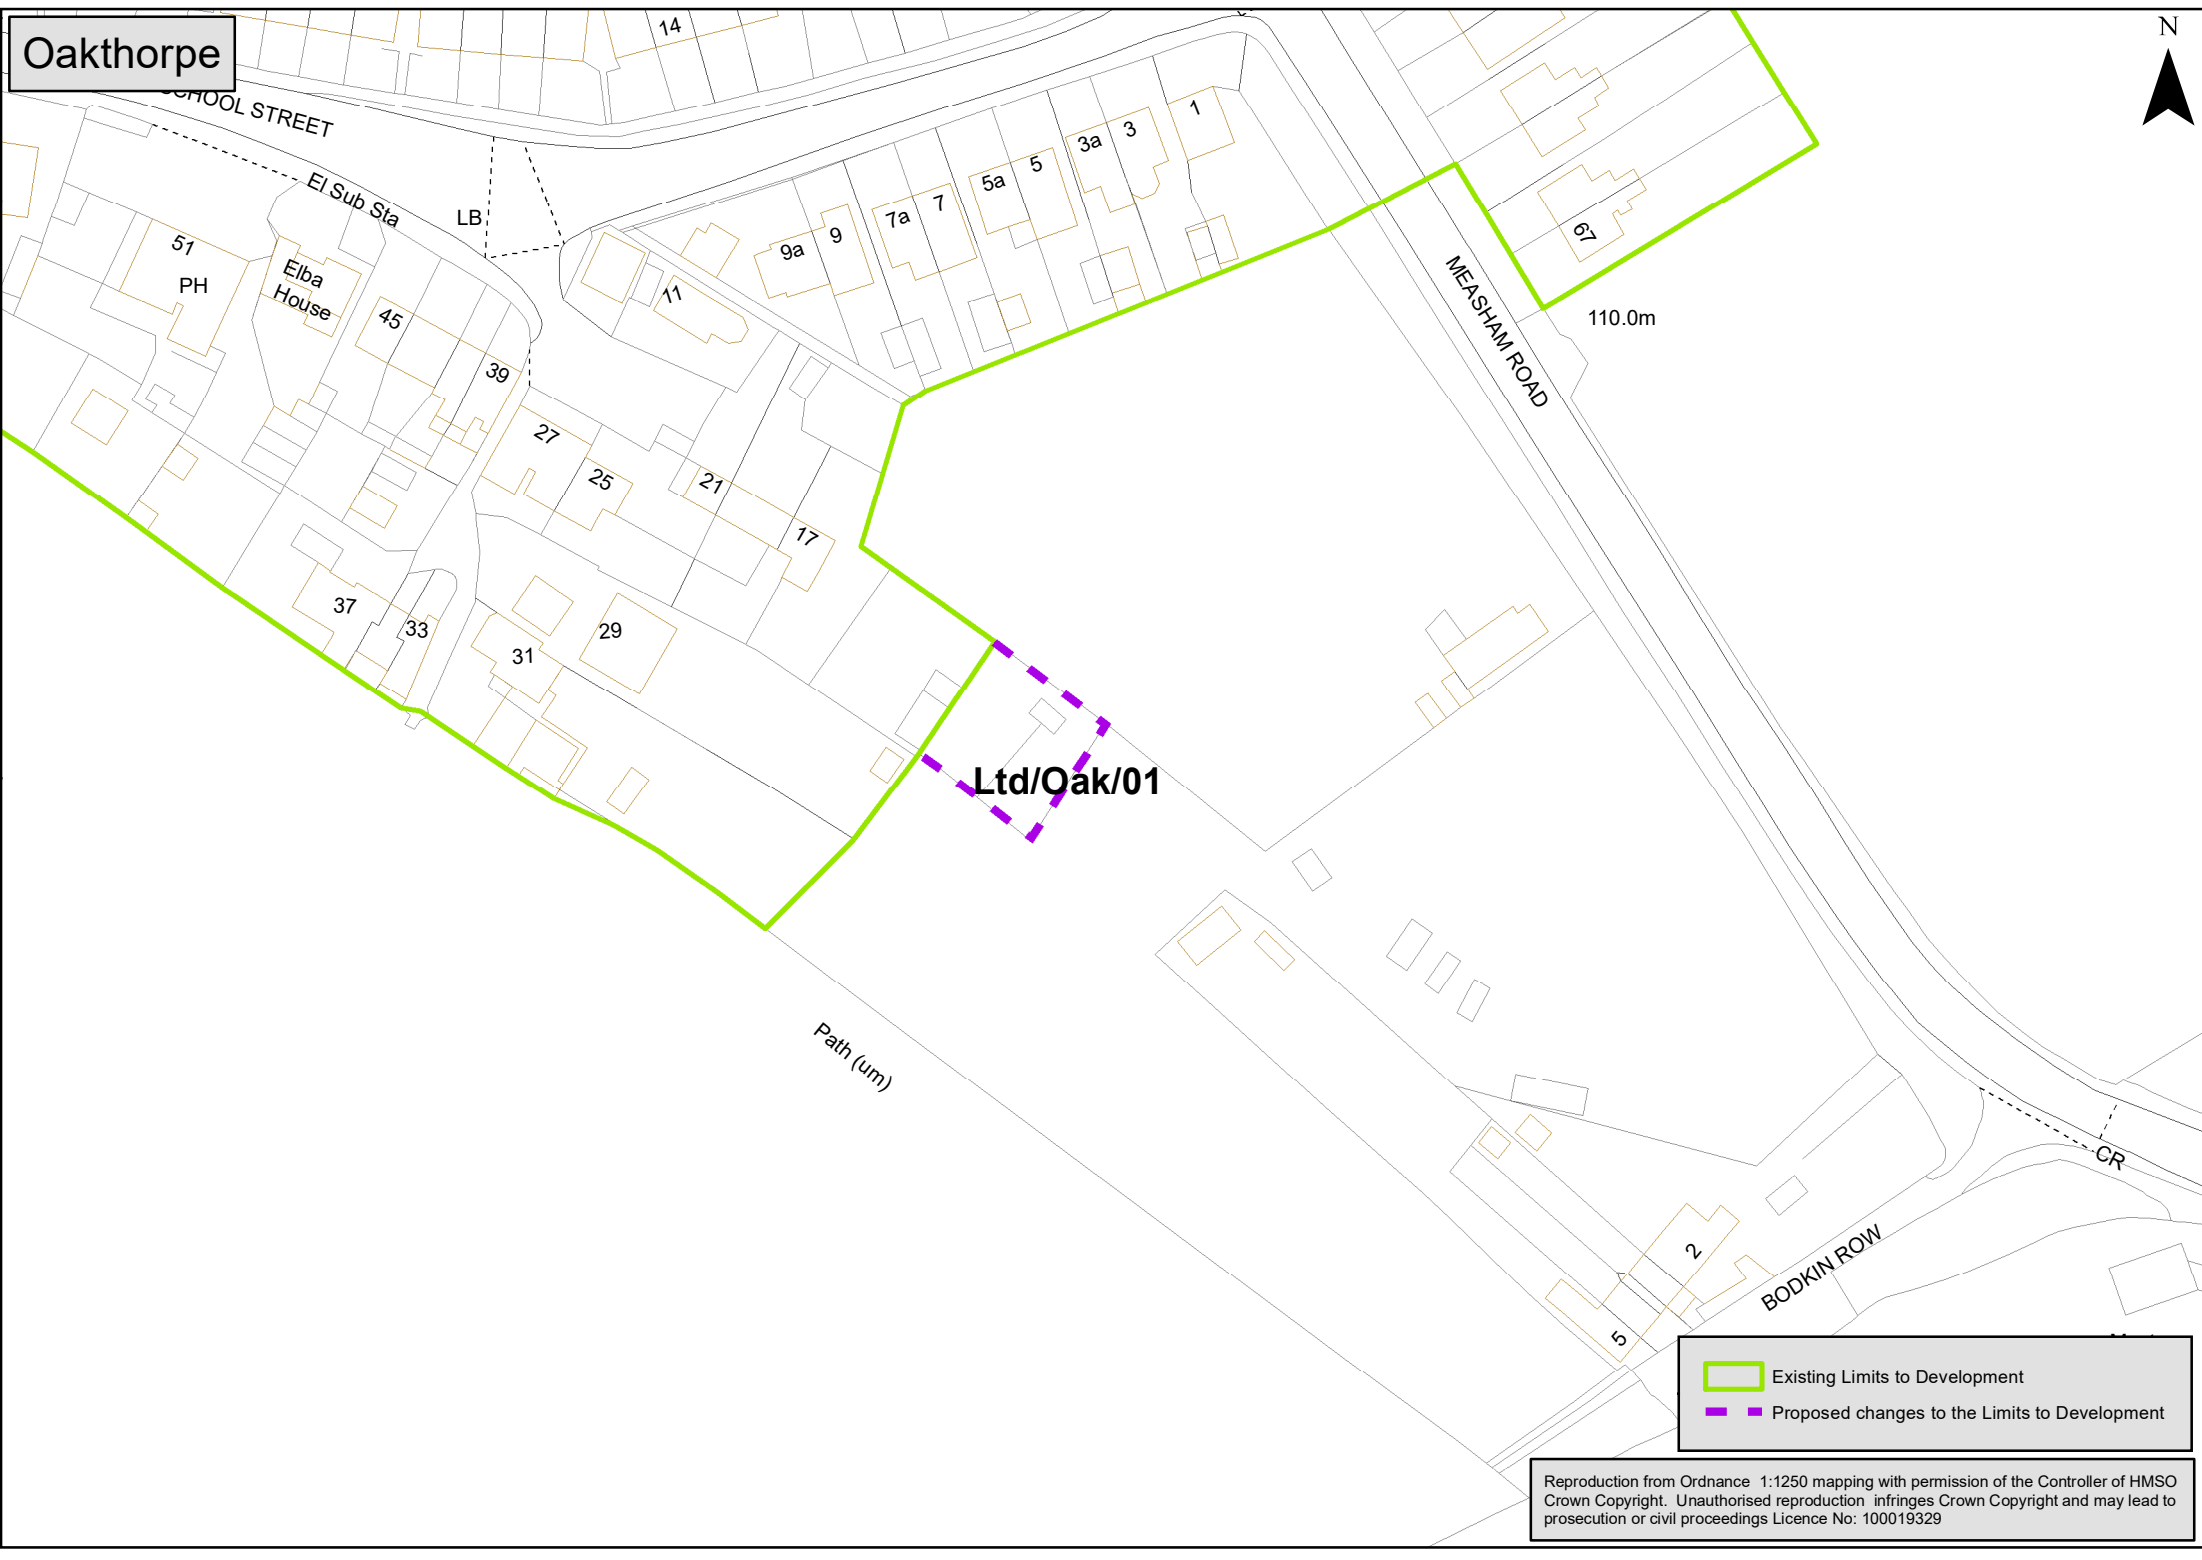 Oakthorpe
N
14
SCHOOL STREET
El Sub Sta
LB
51
PH
Elba
House
45
39
1
3
3a
5
5a
7
7a
9
9a
11
67
MEASHAM ROAD
110.0m
27
25
21
17
37
33
31
29
Ltd/Oak/01
Path (um)
CR
2
BODKIN ROW
5
Existing Limits to Development
Proposed changes to the Limits to Development
Reproduction from Ordnance 1:1250 mapping with permission of the Controller of HMSO
Crown Copyright. Unauthorised reproduction infringes Crown Copyright and may lead to
prosecution or civil proceedings Licence No: 100019329